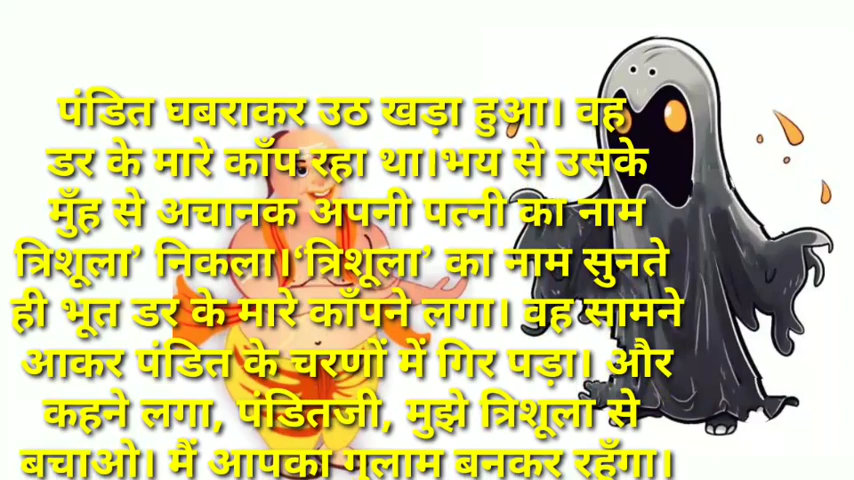 पंडित घबराकर उठ खड़ा हुआ। वह
डर के मारे काँप रहा था।भय से उसके
मुँह से अचानक अपनी पत्नी का नाम
त्रिशूला’ निकला।‘त्रिशूला’ का नाम सुनते
ही भूत डर के मारे काँपने लगा। वह सामने
आकर पंडित के चरणों में गिर पड़ा। और
कहने लगा, पंडितजी, मुझे त्रिशूला से
बचाओ। मैं आपका गुलाम बनकर रहूँगा।